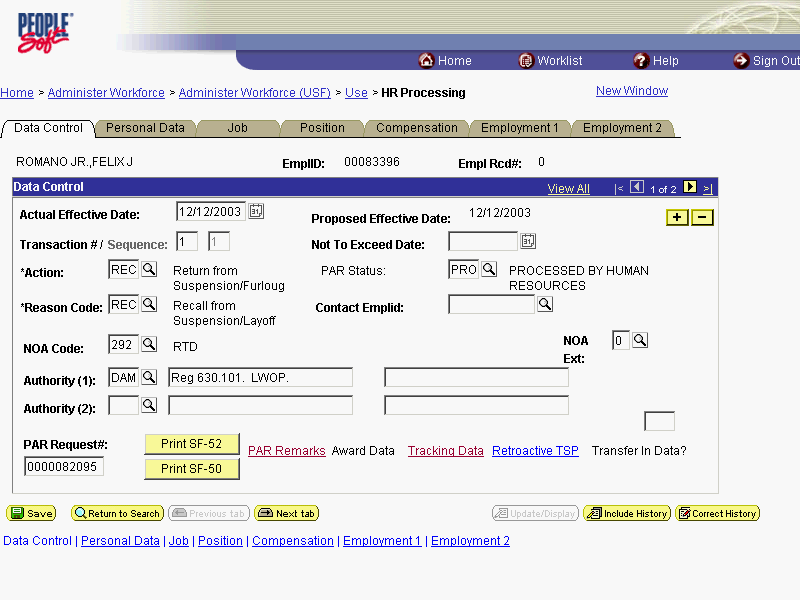 PEOPLE Soft
Home Worklist Help Sign Out
Home > Administer Workforce > Administer Workforce (USF) > Use > HR Processing New Window
Data Control Personal Data Job Position Compensation Employment 1 Employment 2
ROMANO JR.,FELIX J EmplID: 00083396 Empl Rcd#: 0
Data Control View All |< 1 of 2 >|
Actual Effective Date: 12/12/2003 31 Proposed Effective Date: 12/12/2003 + −
Transaction # / Sequence: 1 1 Not To Exceed Date: 31
*Action: REC Return from PAR Status: PRO PROCESSED BY HUMAN
Suspension/Furloug RESOURCES
*Reason Code: REC Recall from Contact Emplid:
Suspension/Layoff
NOA Code: 292 RTD NOA Ext: 0
Authority (1): DAM Reg 630.101. LWOP.
Authority (2):
PAR Request#: Print SF-52 PAR Remarks Award Data Tracking Data Retroactive TSP Transfer In Data?
0000082095 Print SF-50
Save Return to Search Previous tab Next tab Update/Display Include History Correct History
Data Control | Personal Data | Job | Position | Compensation | Employment 1 | Employment 2